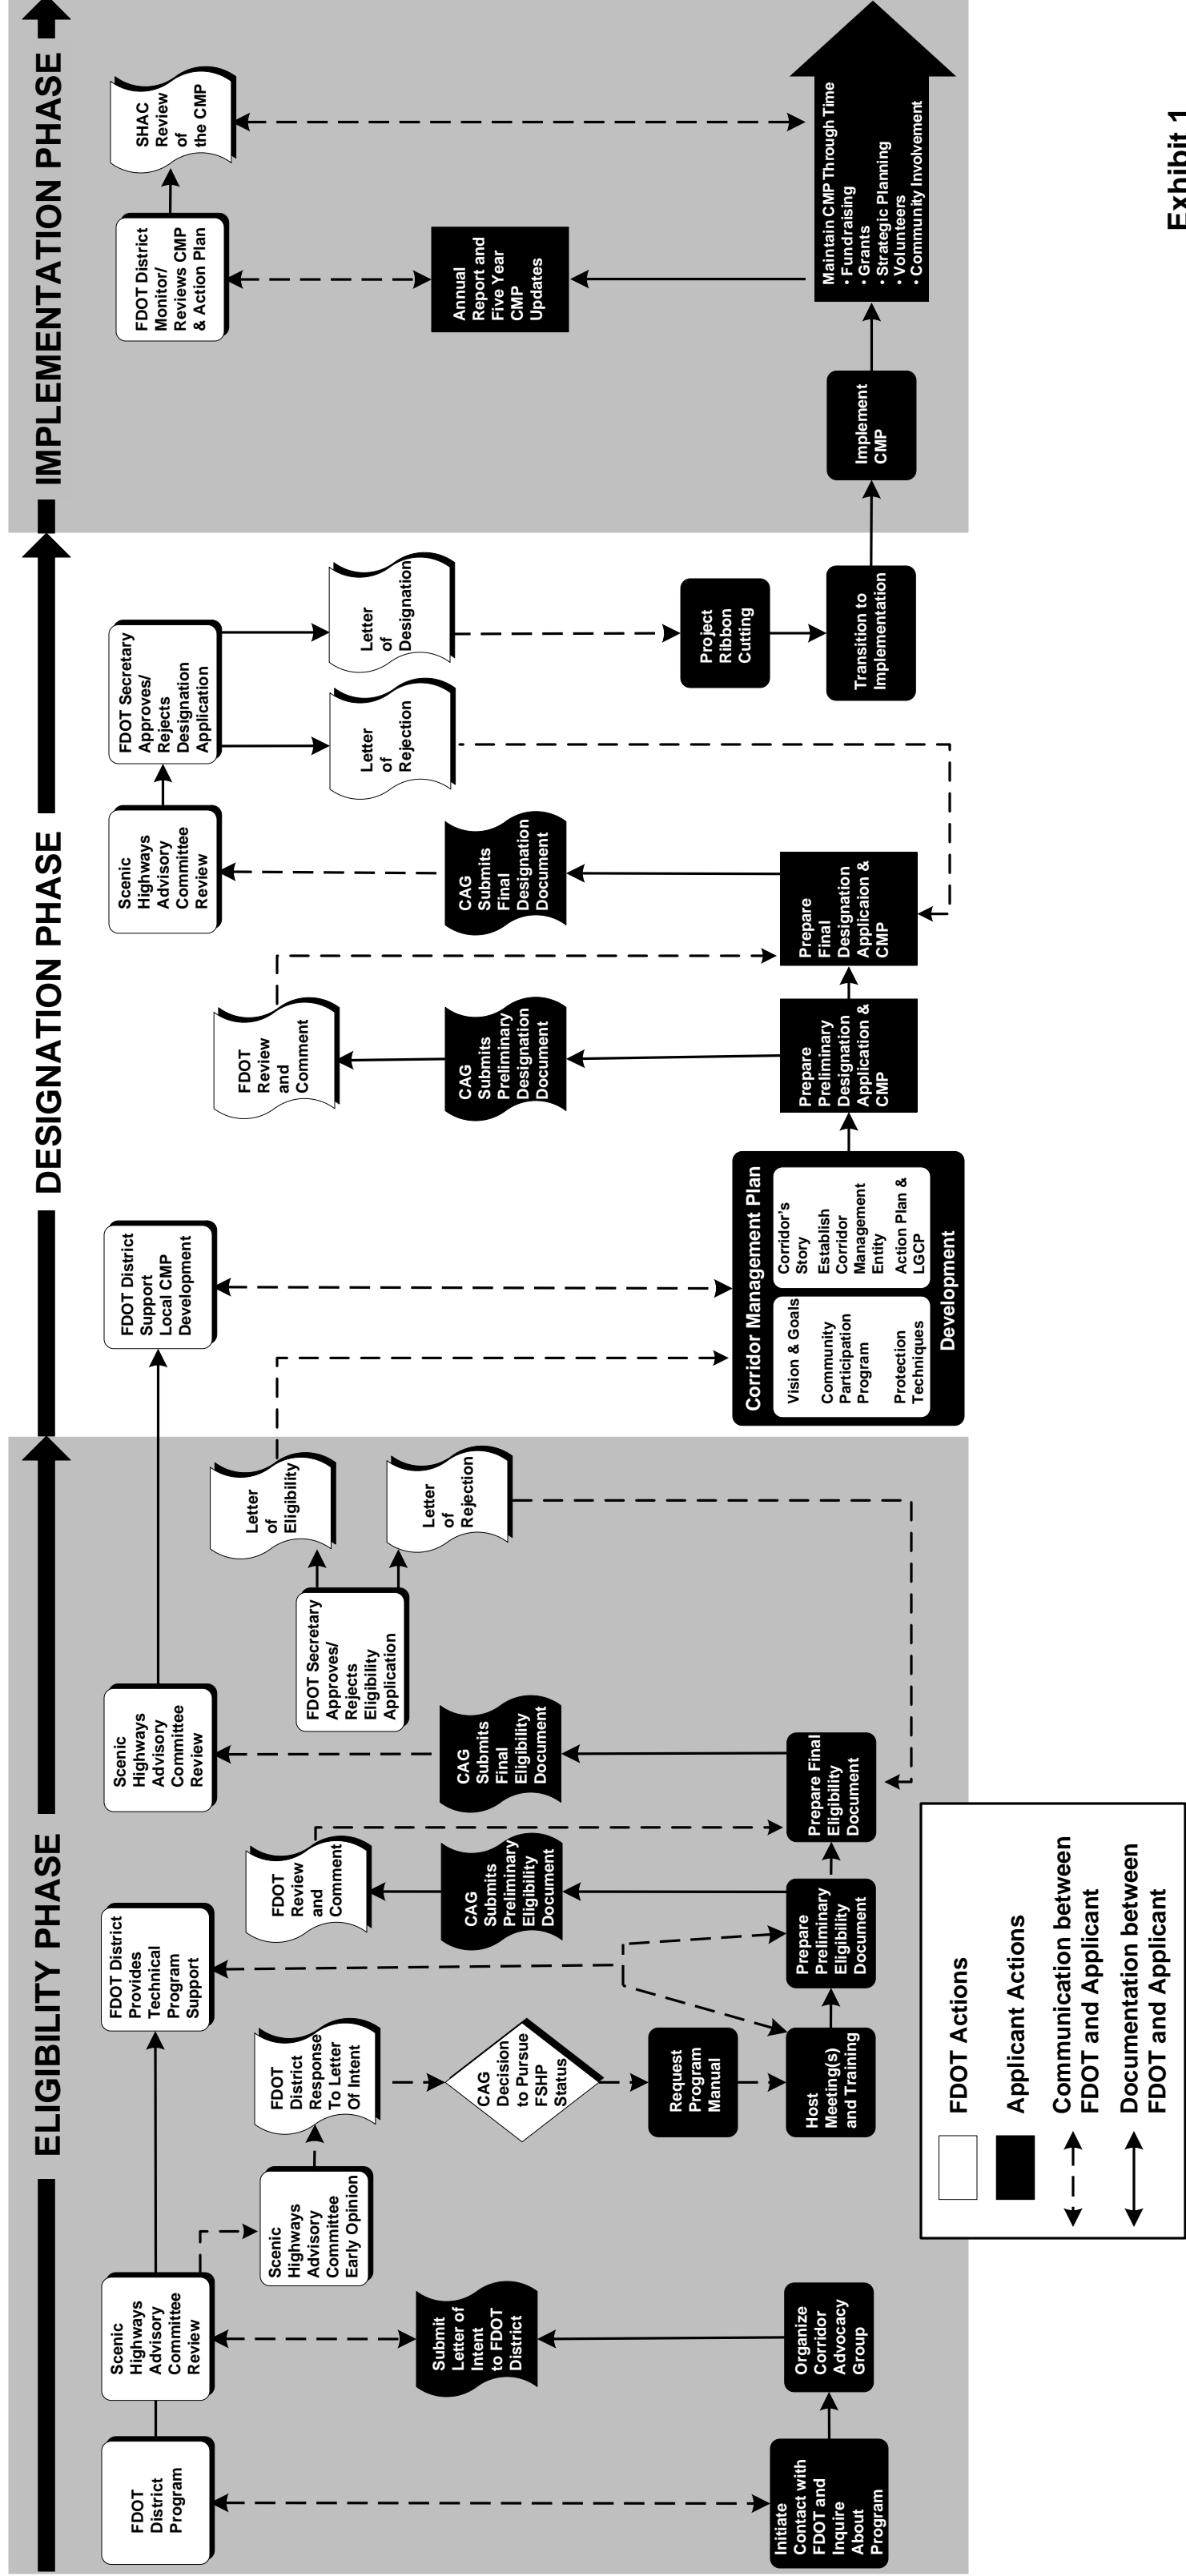 ELIGIBILITY PHASE
DESIGNATION PHASE
IMPLEMENTATION PHASE
FDOT
District
Program
Scenic
Highways
Advisory
Committee
Review
FDOT District
Provides
Technical
Program
Support
Scenic
Highways
Advisory
Committee
Review
FDOT District
Support
Local CMP
Development
Scenic
Highways
Advisory
Committee
Review
FDOT Secretary
Approves/
Rejects
Designation
Application
FDOT District
Monitor/
Reviews CMP
& Action Plan
SHAC
Review
of
the CMP
Scenic
Highways
Advisory
Committee
Early Opinion
FDOT
District
Response
To Letter
Of Intent
FDOT
Review
and
Comment
FDOT Secretary
Approves/
Rejects
Eligibility
Application
Letter
of
Eligibility
Letter
of
Rejection
FDOT
Review
and
Comment
Letter
of
Rejection
Letter
of
Designation
Submit
Letter of
Intent
to FDOT
District
CAG
Decision
to Pursue
FSHP
Status
CAG
Submits
Preliminary
Eligibility
Document
CAG
Submits
Final
Eligibility
Document
CAG
Submits
Preliminary
Designation
Document
CAG
Submits
Final
Designation
Document
Annual
Report and
Five Year
CMP
Updates
Request
Program
Manual
Project
Ribbon
Cutting
Initiate
Contact with
FDOT and
Inquire
About
Program
Organize
Corridor
Advocacy
Group
Host
Meeting(s)
and Training
Prepare
Preliminary
Eligibility
Document
Prepare Final
Eligibility
Document
Corridor Management Plan
Vision & Goals
Community
Participation
Program
Protection
Techniques
Corridor's
Story
Establish
Corridor
Management
Entity
Action Plan &
LGCP
Development
Prepare
Preliminary
Designation
Application &
CMP
Prepare
Final
Designation
Applicaion &
CMP
Transition to
Implementation
Implement
CMP
Maintain CMP Through Time
• Fundraising
• Grants
• Strategic Planning
• Volunteers
• Community Involvement
FDOT Actions
Applicant Actions
Communication between
FDOT and Applicant
Documentation between
FDOT and Applicant
Exhibit 1